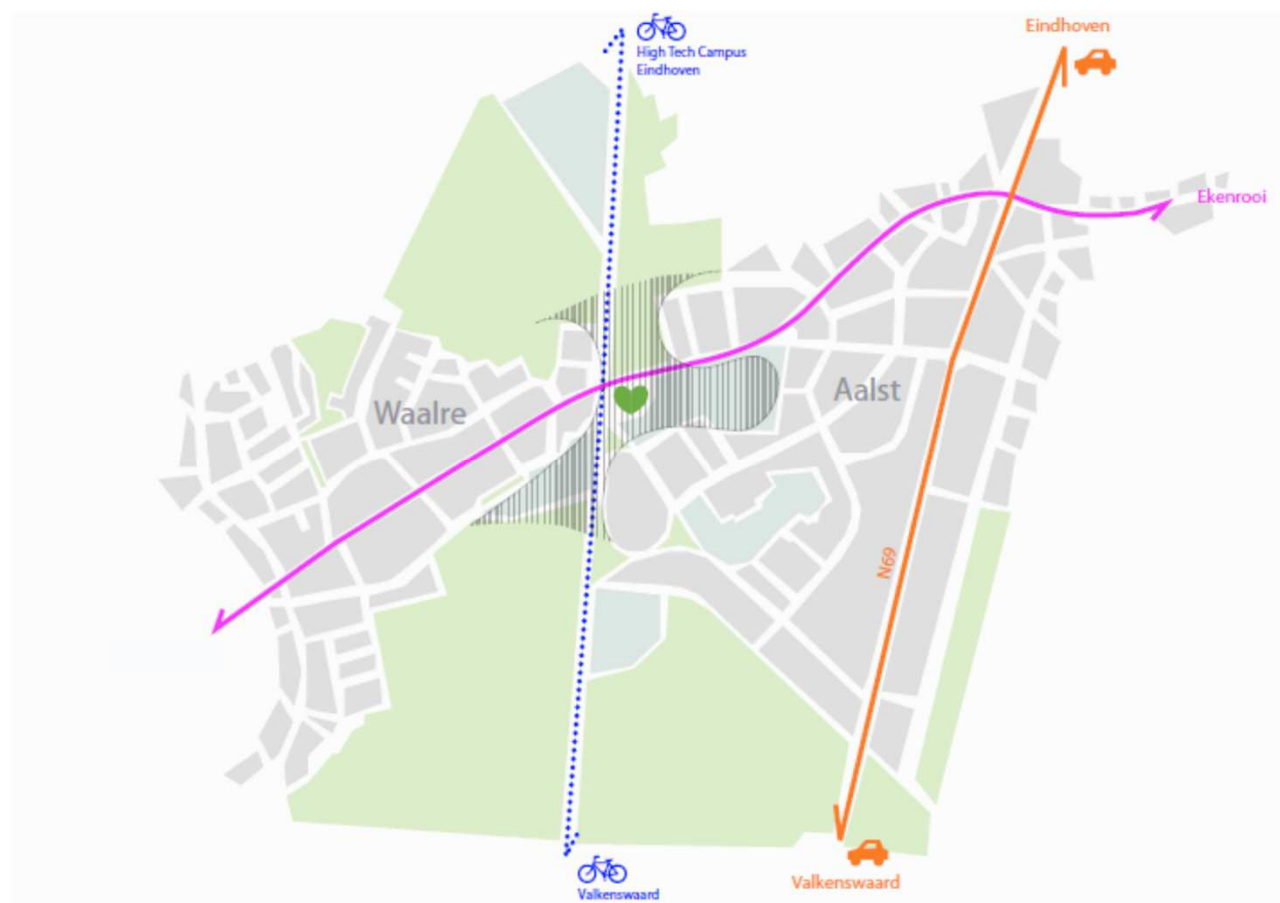 Eindhoven
High Tech Campus
Eindhoven
Ekenrooi
Waalre
Aalst
N69
Valkenswaard
Valkenswaard